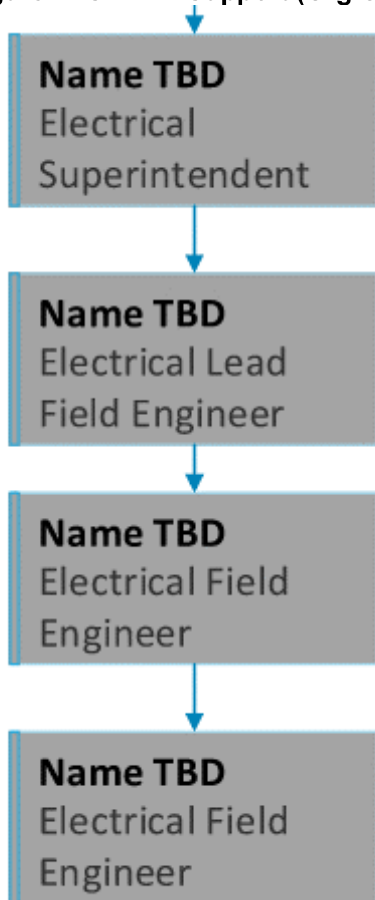 Name TBD
Electrical
Superintendent
Name TBD
Electrical Lead
Field Engineer
Name TBD
Electrical Field
Engineer
Name TBD
Electrical Field
Engineer